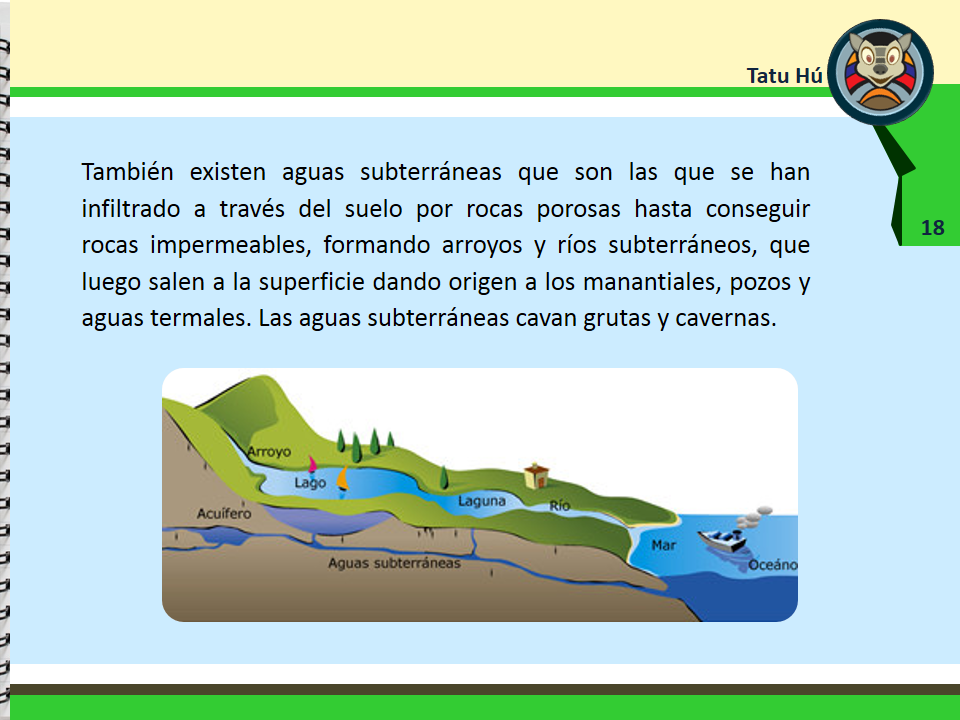 Tatu Hú
También existen aguas subterráneas que son las que se han
infiltrado a través del suelo por rocas porosas hasta conseguir
rocas impermeables, formando arroyos y ríos subterráneos, que
luego salen a la superficie dando origen a los manantiales, pozos y
aguas termales. Las aguas subterráneas cavan grutas y cavernas.
18
Arroyo
Lago
Laguna
Río
Acuífero
Mar
Aguas subterráneas
Óceáno